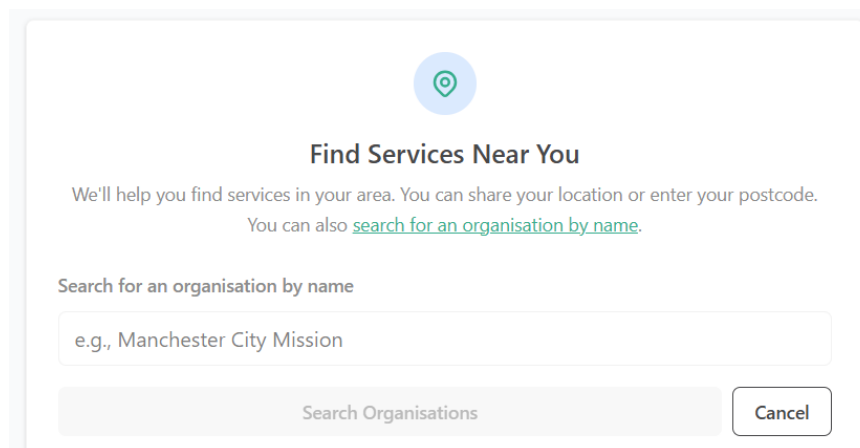 Find Services Near You
We'll help you find services in your area. You can share your location or enter your postcode.
You can also search for an organisation by name.
Search for an organisation by name
e.g., Manchester City Mission
Search Organisations
Cancel